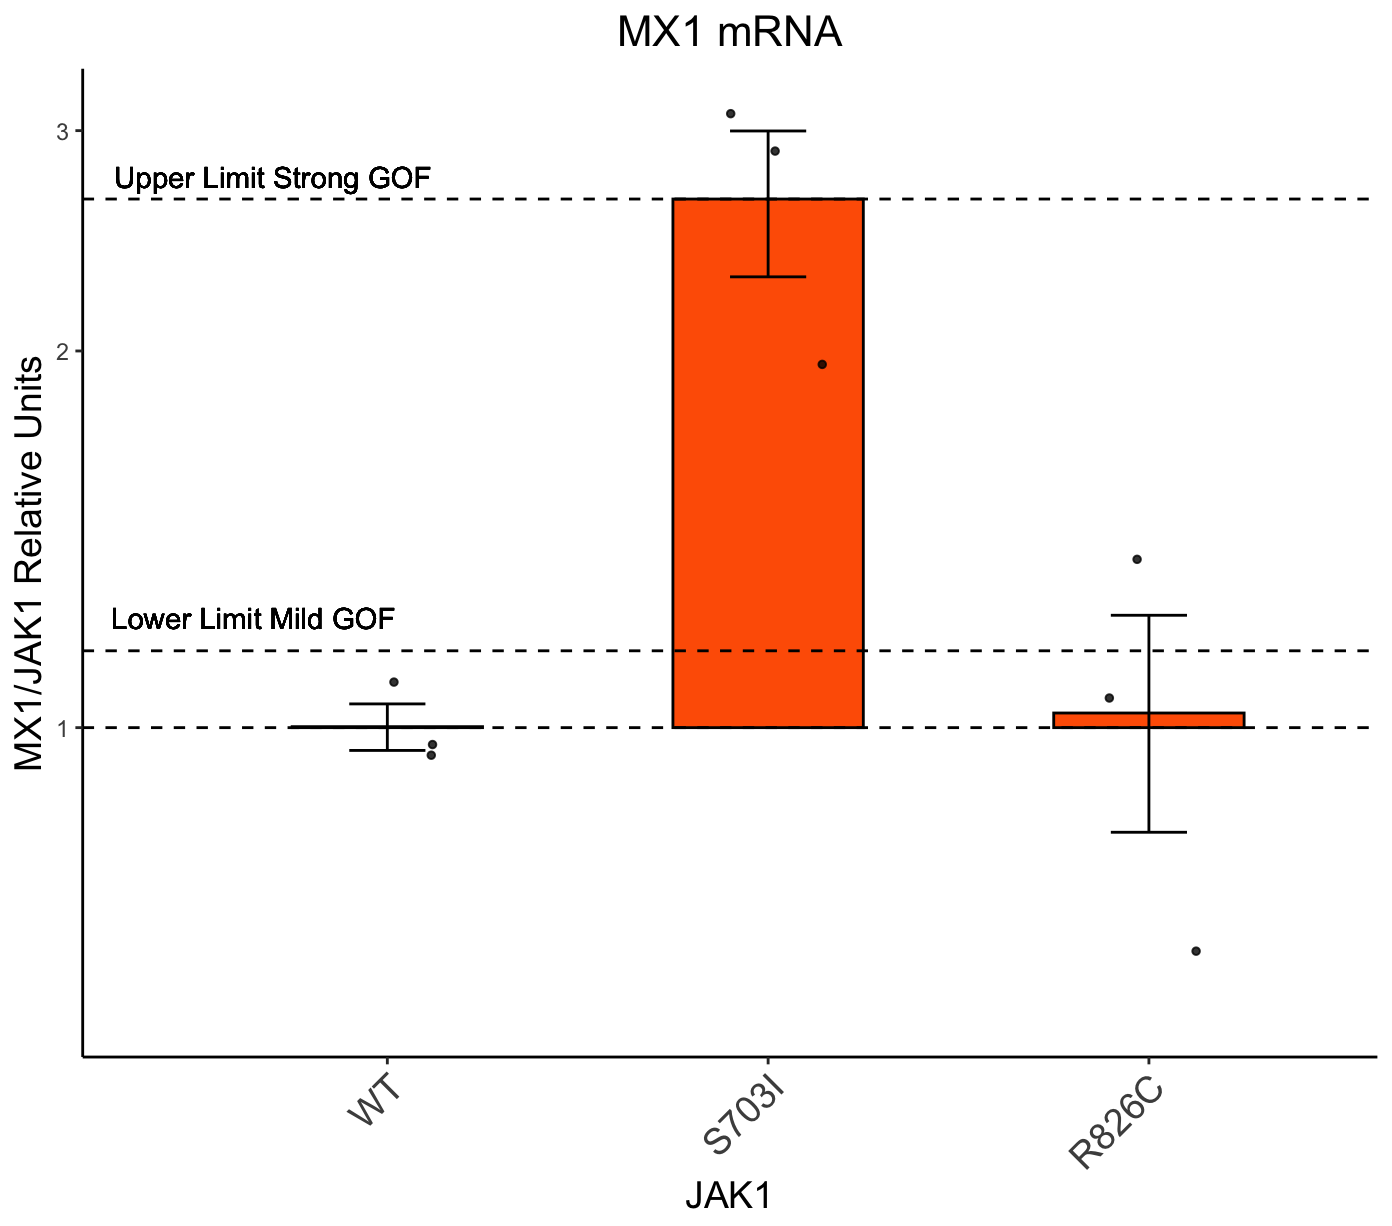 MX1 mRNA
3
Upper Limit Strong GOF
2
MX1/JAK1 Relative Units
Lower Limit Mild GOF
1
WT
S703I
R826C
JAK1